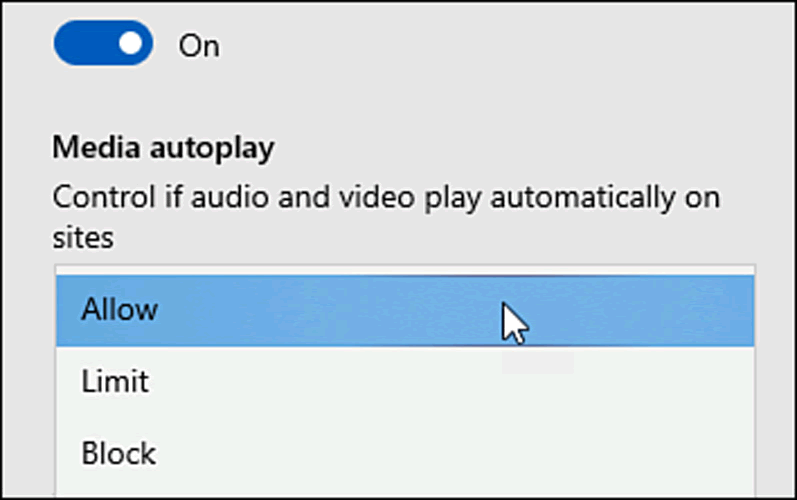 On
Media autoplay
Control if audio and video play automatically on
sites
Allow
Limit
Block